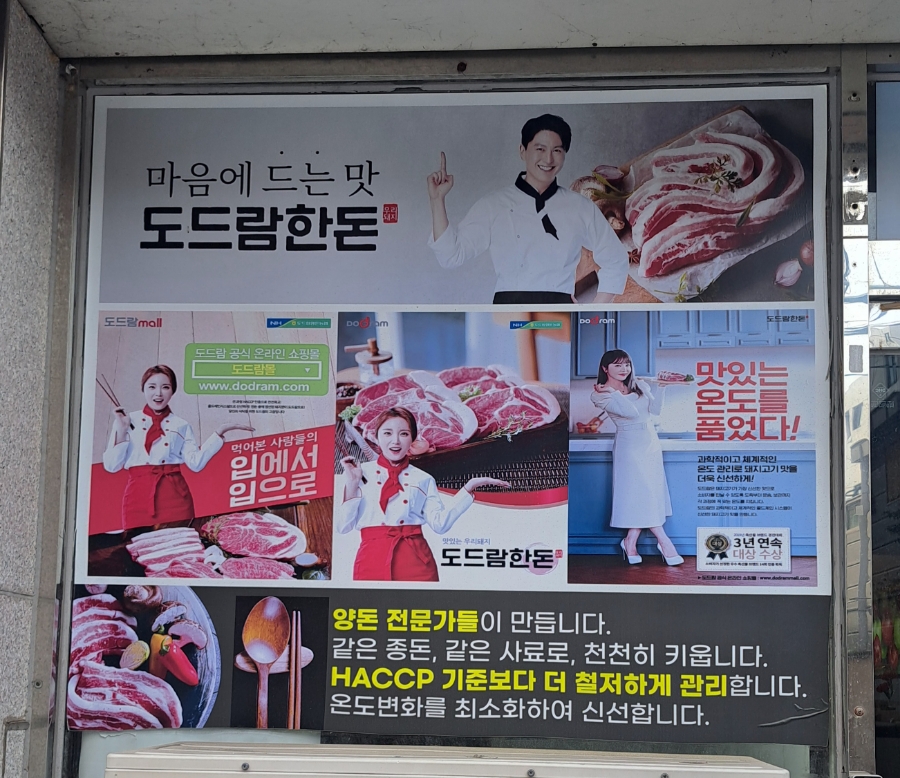 마음에 드는 맛
도드람한돈
우리
돼지
도드람mall
도드람 공식 온라인 쇼핑몰
도드람몰
www.dodram.com
먹어본 사람들의
입에서
입으로
Dodram
맛있는 우리돼지
도드람한돈
Dodram
도드람한돈
맛있는
온도를
품었다!
과학적이고 체계적인
온도 관리로 돼지고기 맛을
더욱 신선하게!
3년 연속
대상 수상
www.dodrammall.com
양돈 전문가들이 만듭니다.
같은 종돈, 같은 사료로, 천천히 키웁니다.
HACCP 기준보다 더 철저하게 관리합니다.
온도변화를 최소화하여 신선합니다.